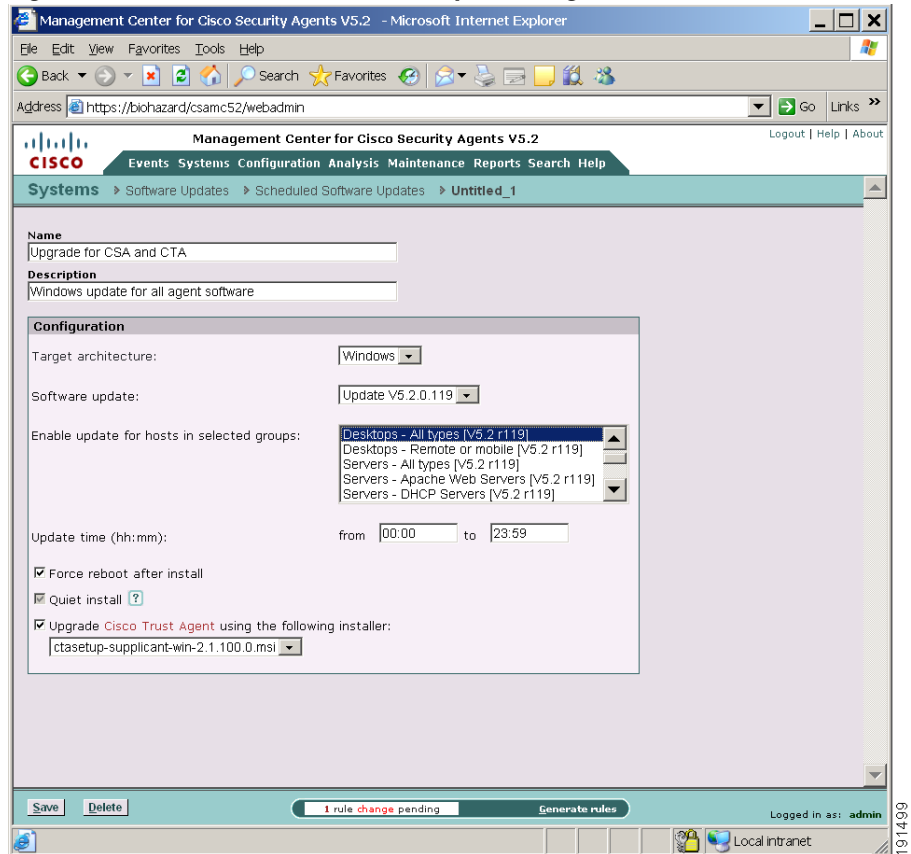 Management Center for Cisco Security Agents V5.2 - Microsoft Internet Explorer
File Edit View Favorites Tools Help
Back Search Favorites
Address https://biohazard/csamc52/webadmin Go Links »
Management Center for Cisco Security Agents V5.2 Logout | Help | About
CISCO Events Systems Configuration Analysis Maintenance Reports Search Help
Systems Software Updates Scheduled Software Updates Untitled_1
Name
Upgrade for CSA and CTA
Description
Windows update for all agent software
Configuration
Target architecture: Windows
Software update: Update V5.2.0.119
Enable update for hosts in selected groups: Desktops - All types [V5.2 r119]
Desktops - Remote or mobile [V5.2 r119]
Servers - All types [V5.2 r119]
Servers - Apache Web Servers [V5.2 r119]
Servers - DHCP Servers [V5.2 r119]
Update time (hh:mm): from 00:00 to 23:59
Force reboot after install
Quiet install ?
Upgrade Cisco Trust Agent using the following installer:
ctasetup-supplicant-win-2.1.100.0.msi
Save Delete 1 rule change pending Generate rules Logged in as: admin
Local intranet
191499